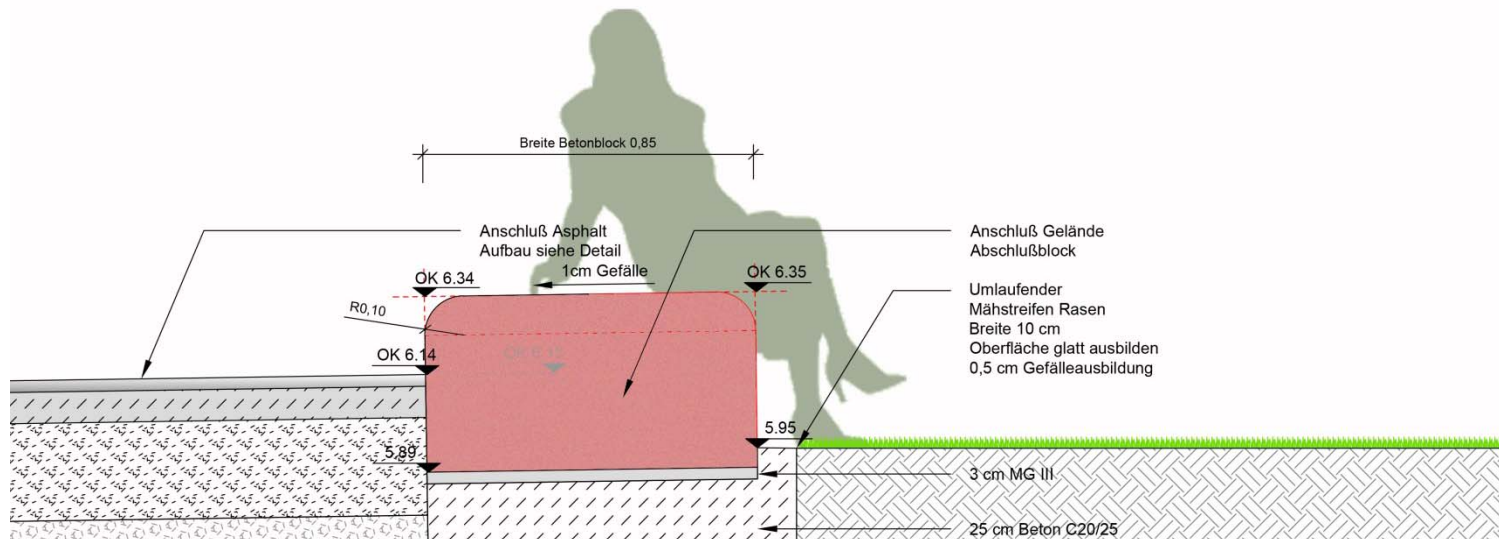 Breite Betonblock 0,85
Anschluß Asphalt
Aufbau siehe Detail
1cm Gefälle
Anschluß Gelände
Abschlußblock
OK 6.34
OK 6.35
Umlaufender
Mähstreifen Rasen
Breite 10 cm
Oberfläche glatt ausbilden
0,5 cm Gefälleausbildung
R0,10
OK 6.14
5.95
5.89
3 cm MG III
25 cm Beton C20/25